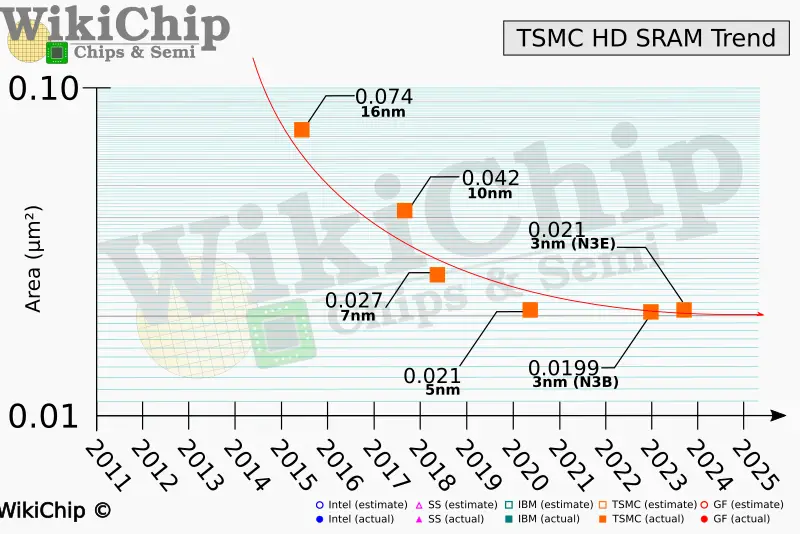 WikiChip
Chips & Semi
TSMC HD SRAM Trend
0.10
0.074
16nm
0.042
10nm
0.021
3nm (N3E)
WikiChip
Chips & Semi
Area (µm²)
0.027
7nm
0.021
5nm
0.0199
3nm (N3B)
0.01
2011 2012 2013 2014 2015 2016 2017 2018 2019 2020 2021 2022 2023 2024 2025
WikiChip ©
Intel (estimate) SS (estimate) IBM (estimate) TSMC (estimate) GF (estimate)
Intel (actual) SS (actual) IBM (actual) TSMC (actual) GF (actual)